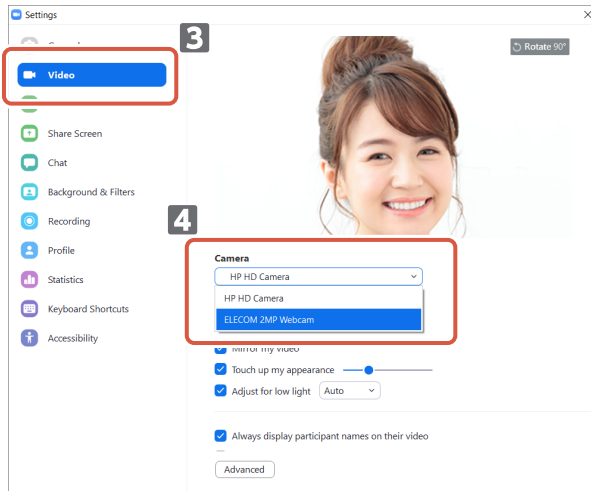 Settings
3
Rotate 90°
Video
Share Screen
Chat
Background & Filters
Recording
4
Profile
Statistics
Keyboard Shortcuts
Accessibility
Camera
HP HD Camera
HP HD Camera
ELECOM 2MP Webcam
Mirror my video
Touch up my appearance
Adjust for low light Auto
Always display participant names on their video
Advanced